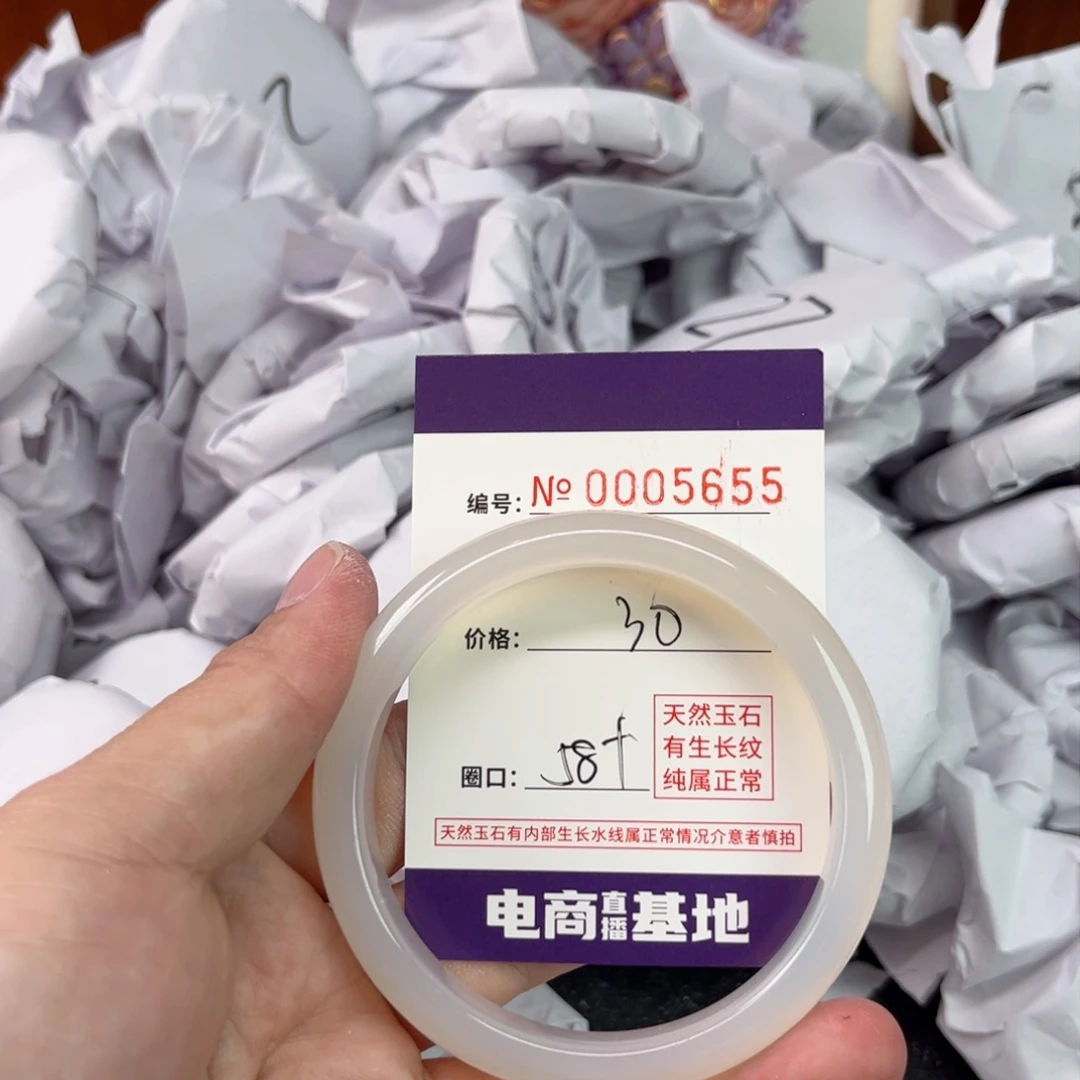 2
21
编号: № 0005655
价格: 30
圈口: 58+
天然玉石
有生长纹
纯属正常
天然玉石有内部生长水线属正常情况介意者慎拍
电商直播基地